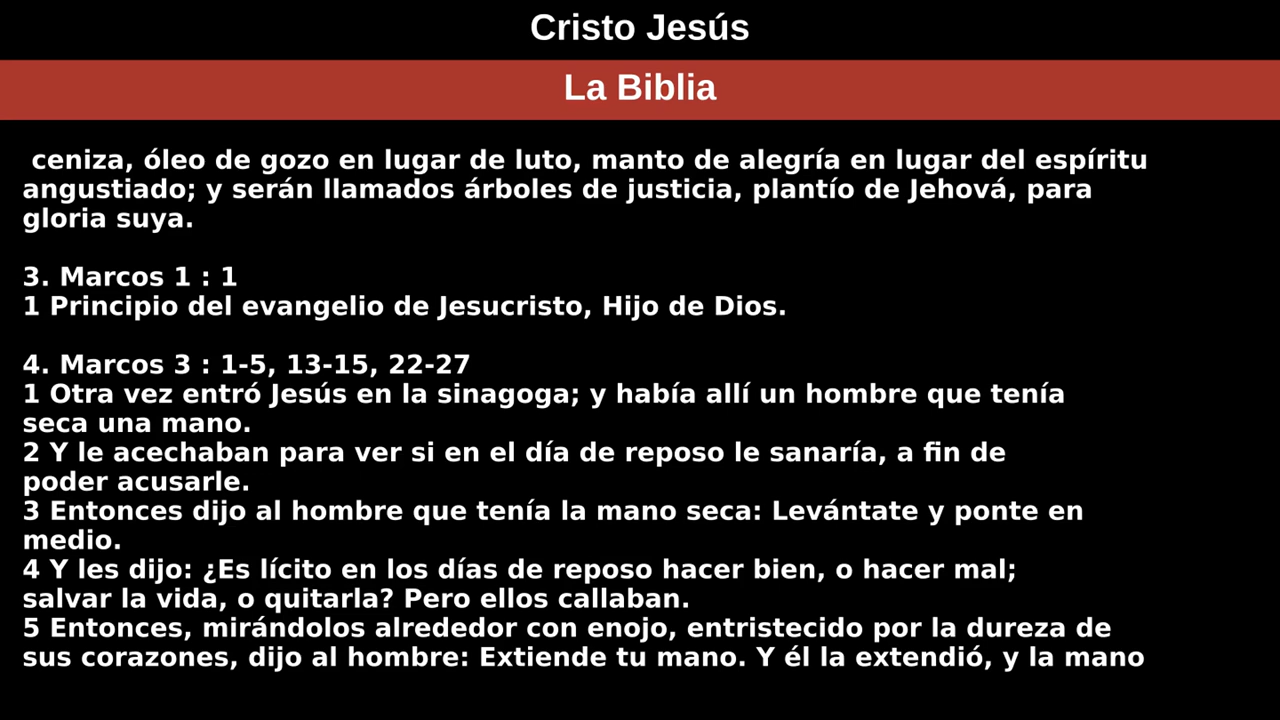 Cristo Jesús
La Biblia
ceniza, óleo de gozo en lugar de luto, manto de alegría en lugar del espíritu
angustiado; y serán llamados árboles de justicia, plantío de Jehová, para
gloria suya.
3. Marcos 1 : 1
1 Principio del evangelio de Jesucristo, Hijo de Dios.
4. Marcos 3 : 1-5, 13-15, 22-27
1 Otra vez entró Jesús en la sinagoga; y había allí un hombre que tenía
seca una mano.
2 Y le acechaban para ver si en el día de reposo le sanaría, a fin de
poder acusarle.
3 Entonces dijo al hombre que tenía la mano seca: Levántate y ponte en
medio.
4 Y les dijo: ¿Es lícito en los días de reposo hacer bien, o hacer mal;
salvar la vida, o quitarla? Pero ellos callaban.
5 Entonces, mirándolos alrededor con enojo, entristecido por la dureza de
sus corazones, dijo al hombre: Extiende tu mano. Y él la extendió, y la mano